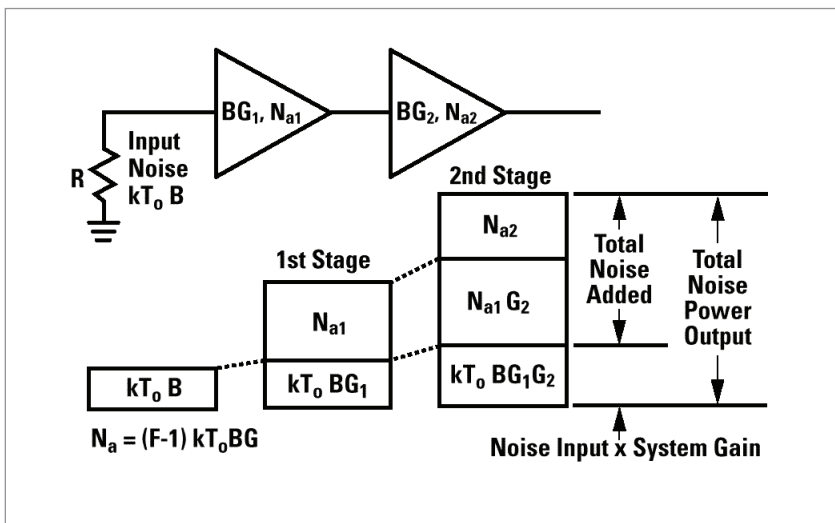 BG₁, Nₐ₁
BG₂, Nₐ₂
Input
Noise
kTₒ B
R
2nd Stage
Nₐ₂
Nₐ₁ G₂
kTₒ BG₁G₂
1st Stage
Nₐ₁
kTₒ BG₁
kTₒ B
Total
Noise
Added
Total
Noise
Power
Output
Nₐ = (F-1) kTₒBG
Noise Input x System Gain